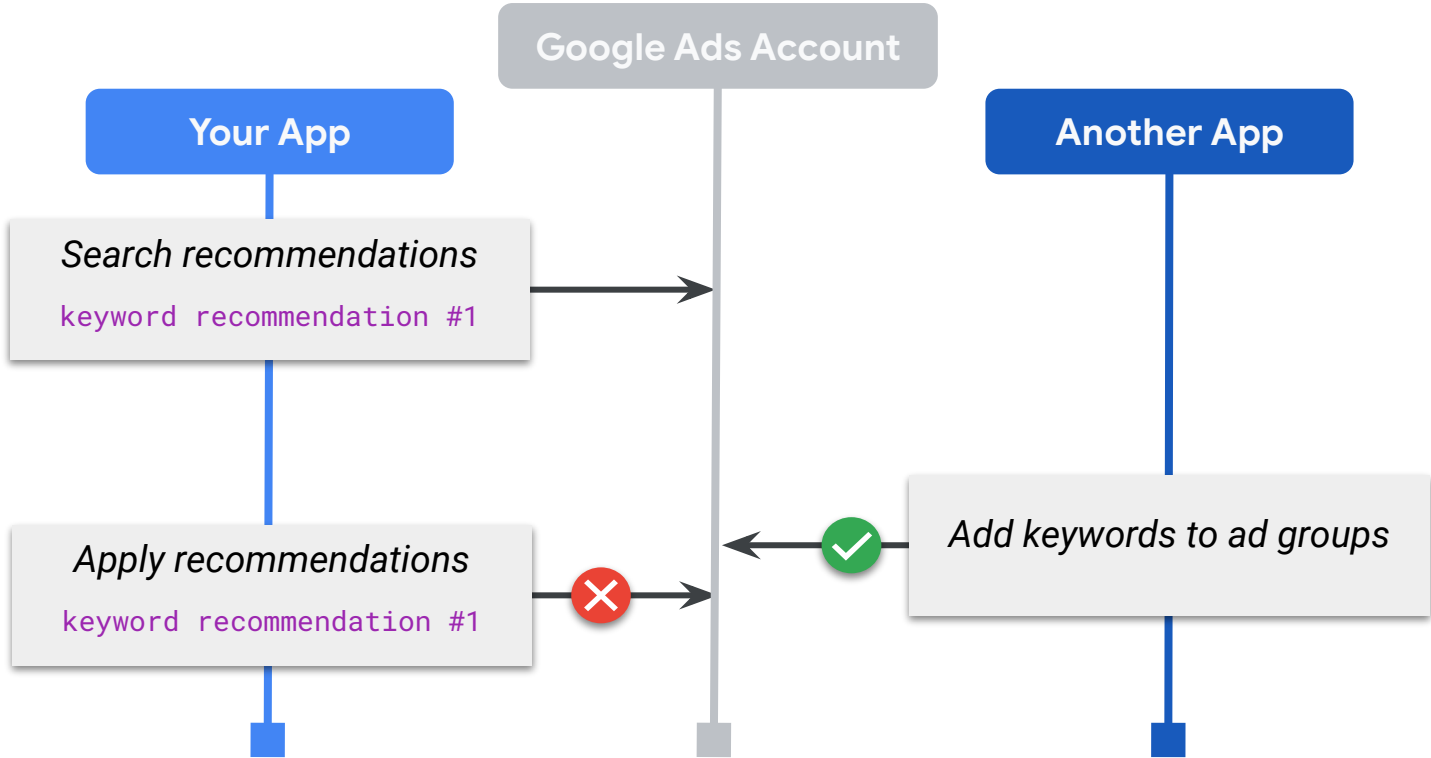 Google Ads Account
Your App
Another App
Search recommendations
keyword recommendation #1
Add keywords to ad groups
Apply recommendations
keyword recommendation #1